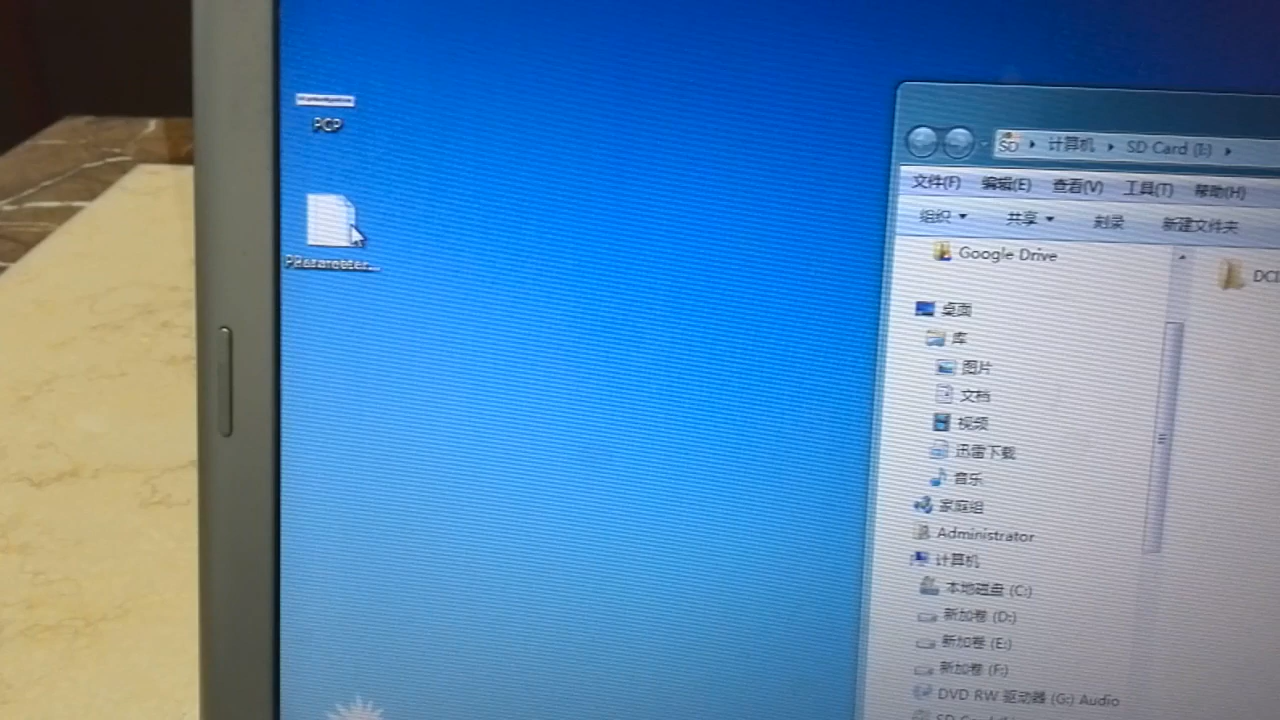 PCP
SD 计算机 SD Card (I:)
文件(F) 编辑(E) 查看(V) 工具(T) 帮助(H)
组织 共享 刻录 新建文件夹
Google Drive
桌面
库
图片
文档
视频
迅雷下载
音乐
家庭组
Administrator
计算机
本地磁盘 (C:)
新加卷 (D:)
新加卷 (E:)
新加卷 (F:)
DVD RW 驱动器 (G:) Audio